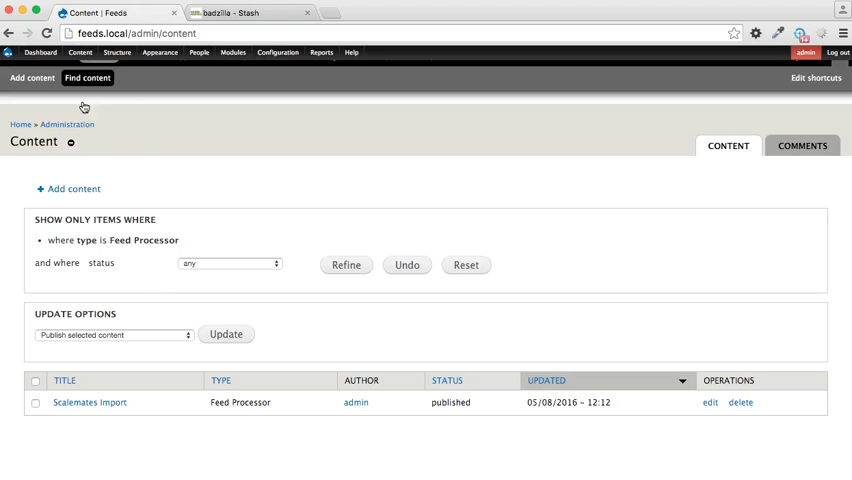 Content | Feeds
badzilla - Stash
feeds.local/admin/content
Dashboard Content Structure Appearance People Modules Configuration Reports Help admin Log out
Add content Find content Edit shortcuts
Home » Administration
Content
CONTENT COMMENTS
+ Add content
SHOW ONLY ITEMS WHERE
where type is Feed Processor
and where status any Refine Undo Reset
UPDATE OPTIONS
Publish selected content Update
TITLE TYPE AUTHOR STATUS UPDATED OPERATIONS
Scalemates Import Feed Processor admin published 05/08/2016 - 12:12 edit delete